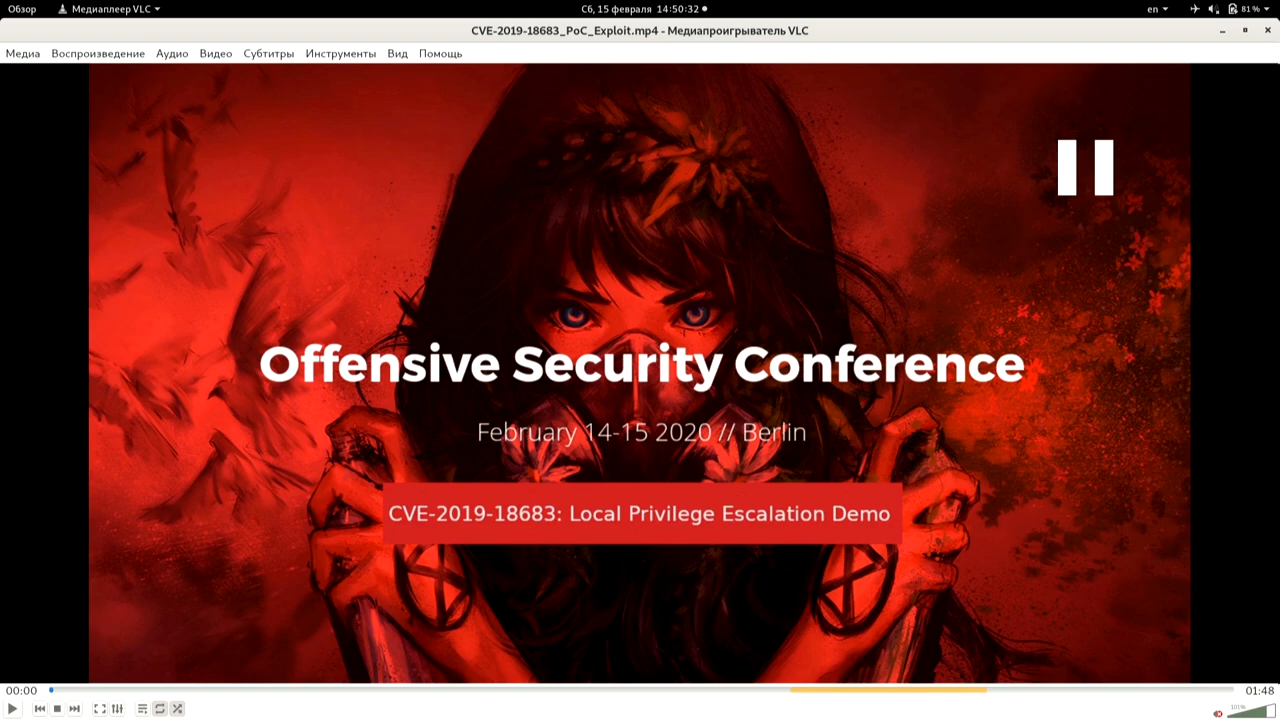 Обзор Медиаплеер VLC Сб, 15 февраля 14:50:32 en 81 %
CVE-2019-18683_PoC_Exploit.mp4 - Медиапроигрыватель VLC
Медиа Воспроизведение Аудио Видео Субтитры Инструменты Вид Помощь
Offensive Security Conference
February 14-15 2020 // Berlin
CVE-2019-18683: Local Privilege Escalation Demo
00:00 01:48
101%